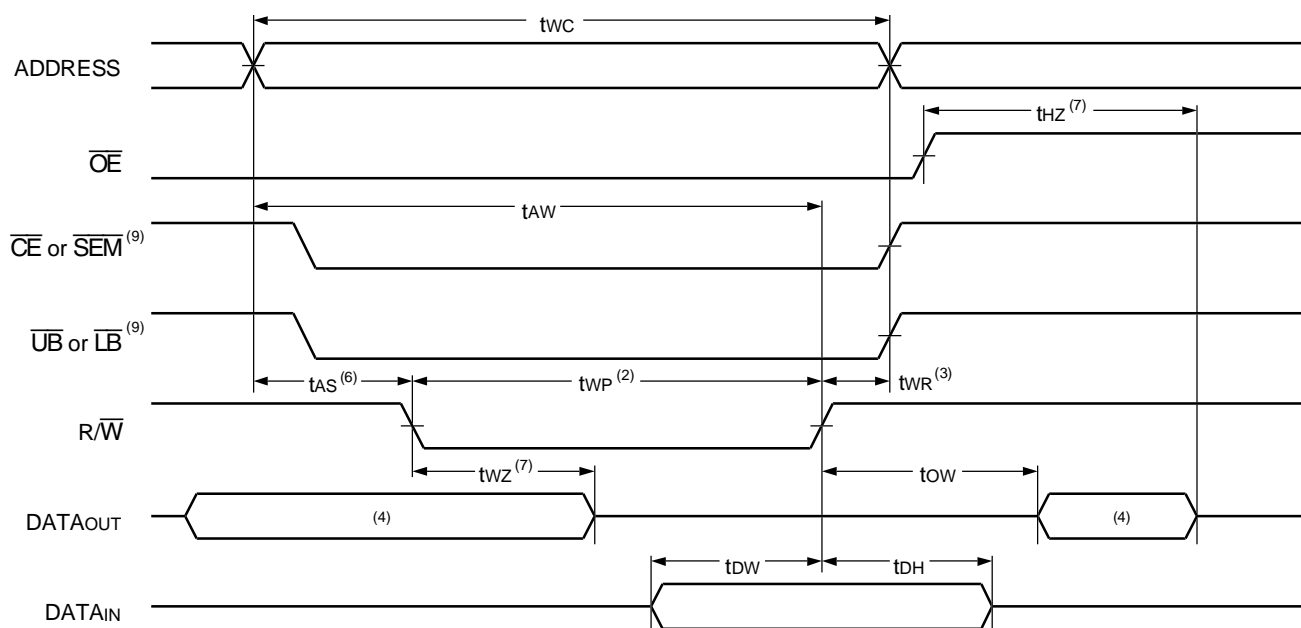 tWC
ADDRESS
tHZ (7)
OE
tAW
CE or SEM (9)
UB or LB (9)
tAS (6)
tWP (2)
tWR (3)
R/W
tWZ (7)
tOW
DATAOUT
(4)
(4)
tDW
tDH
DATAIN